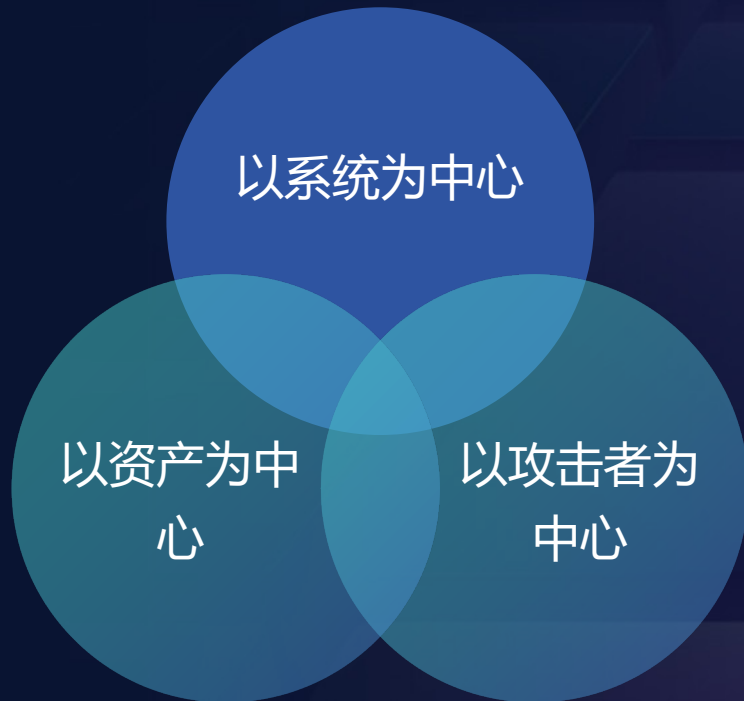 以系统为中心
以资产为中
心
以攻击者为
中心